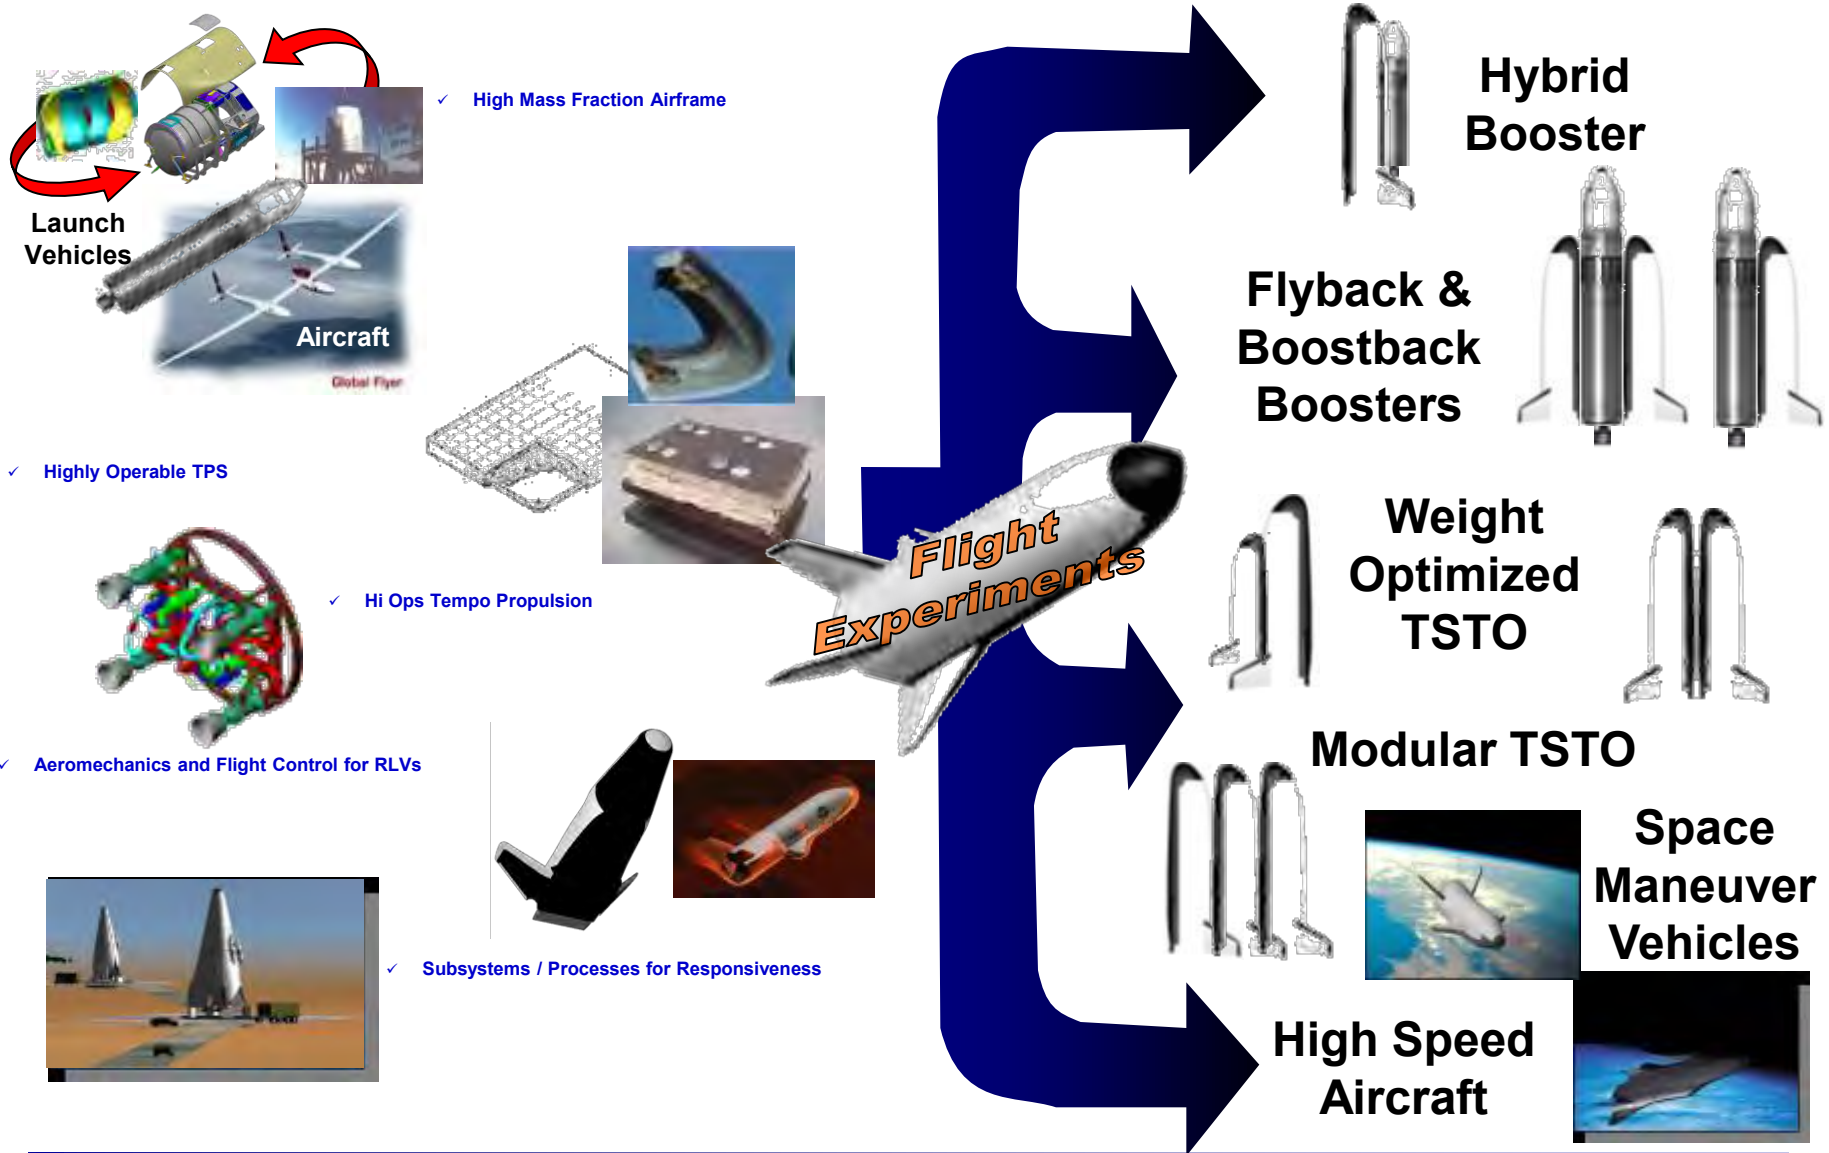 High Mass Fraction Airframe
Launch
Vehicles
Aircraft
Global Flyer
Highly Operable TPS
Hi Ops Tempo Propulsion
Aeromechanics and Flight Control for RLVs
Subsystems / Processes for Responsiveness
Flight
Experiments
Hybrid
Booster
Flyback &
Boostback
Boosters
Weight
Optimized
TSTO
Modular TSTO
Space
Maneuver
Vehicles
High Speed
Aircraft